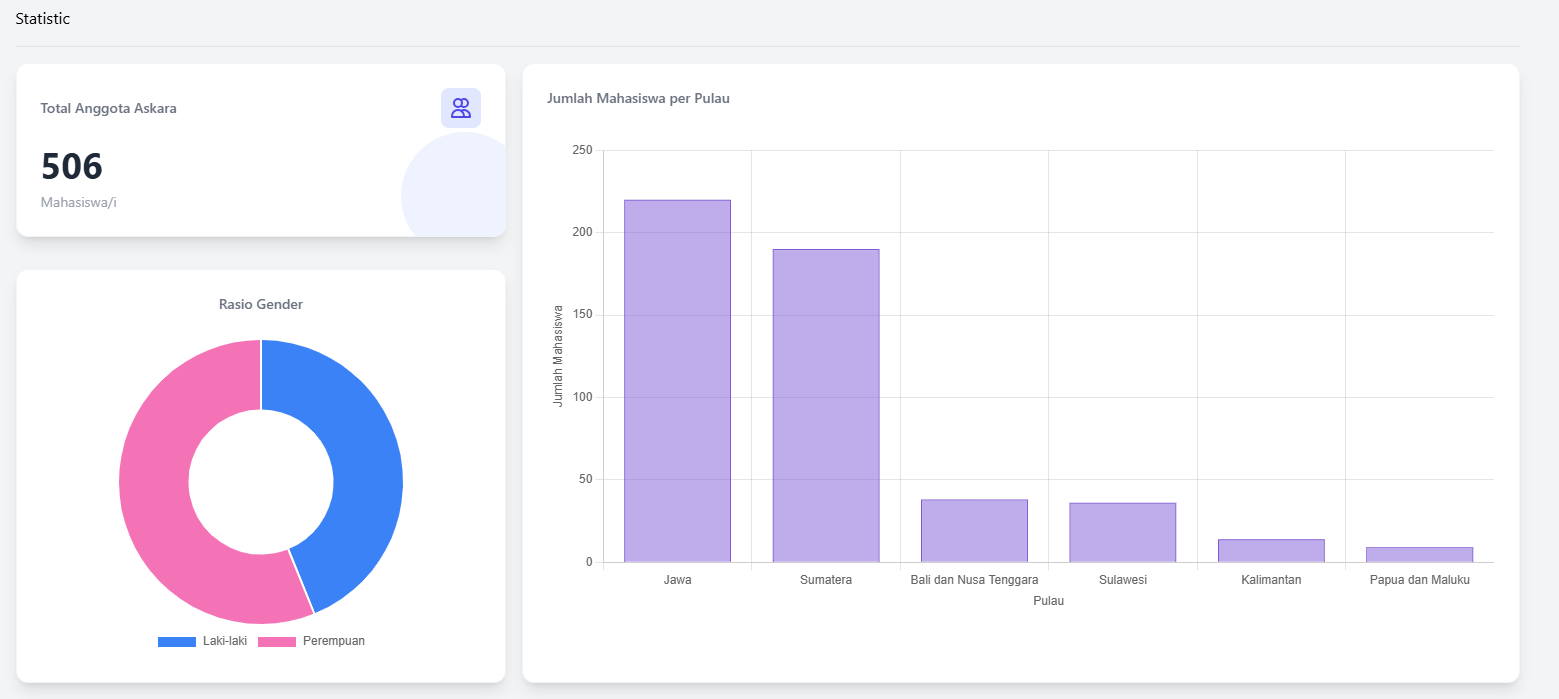 Statistic
Total Anggota Askara
506
Mahasiswa/i
Rasio Gender
Laki-laki
Perempuan
Jumlah Mahasiswa per Pulau
250
200
150
100
50
0
Jumlah Mahasiswa
Jawa
Sumatera
Bali dan Nusa Tenggara
Sulawesi
Kalimantan
Papua dan Maluku
Pulau